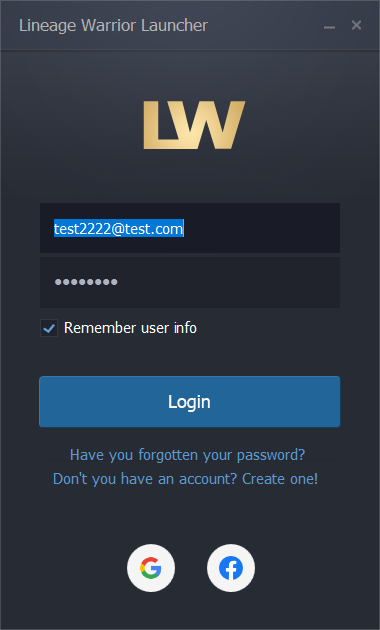 Lineage Warrior Launcher
LW
test2222@test.com
••••••••
Remember user info
Login
Have you forgotten your password?
Don't you have an account? Create one!